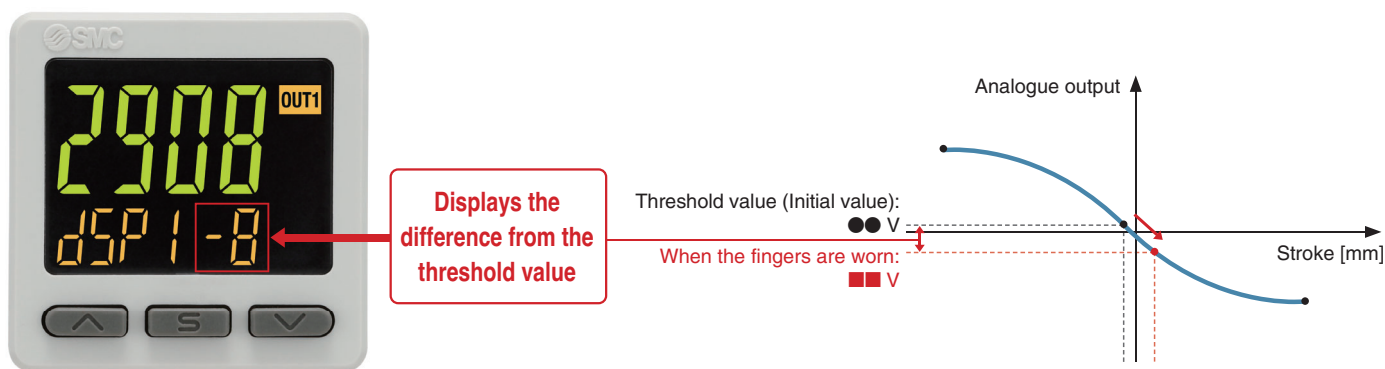 SMC
2908
OUT1
dSP1 -8
S
Displays the
difference from the
threshold value
Analogue output
Threshold value (Initial value):
●● V
When the fingers are worn:
■■ V
Stroke [mm]